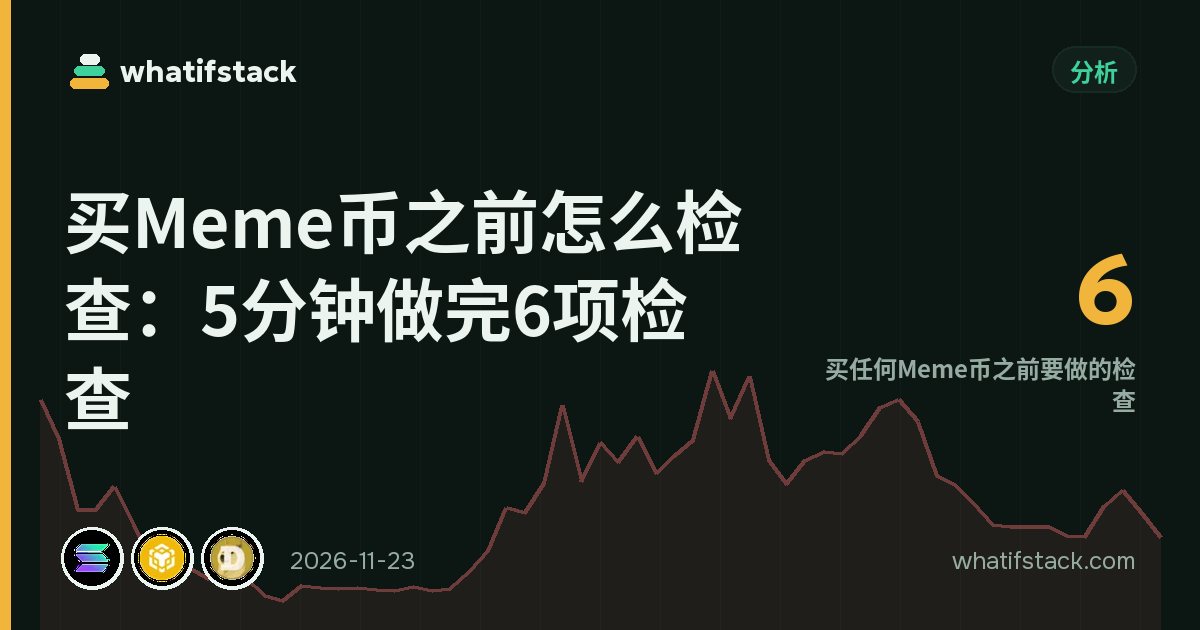 whatifstack
分析
买Meme币之前怎么检
查：5分钟做完6项检
查
6
买任何Meme币之前要做的检
查
2026-11-23
whatifstack.com